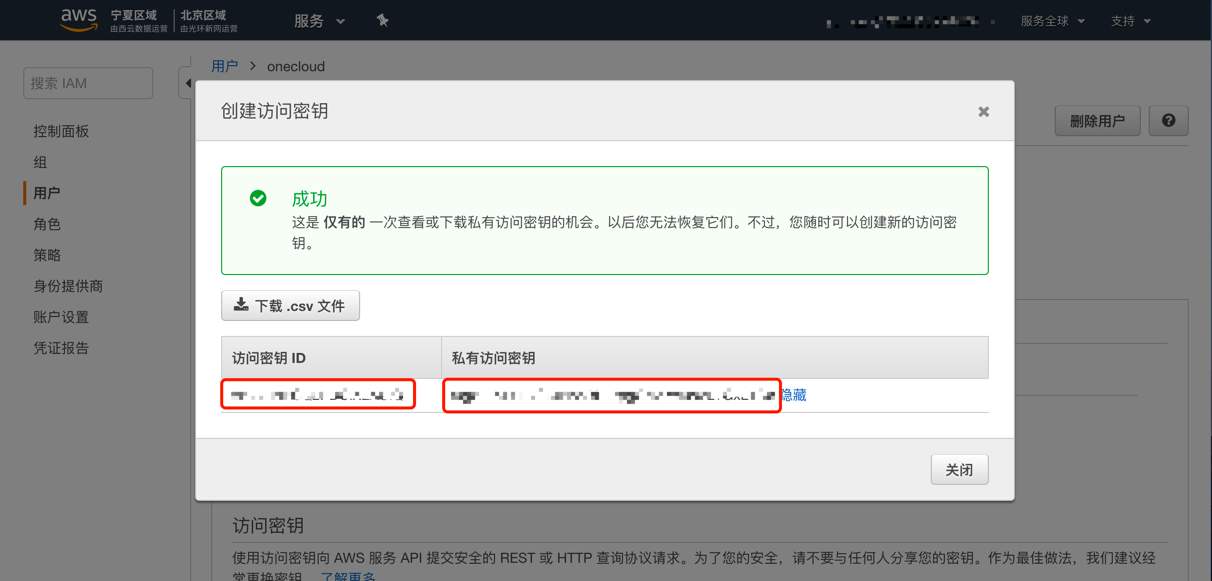 aws 宁夏区域 北京区域 服务 服务全球 支持
由西云数据运营 由光环新网运营
搜索 IAM
控制面板
组
用户
角色
策略
身份提供商
账户设置
凭证报告
用户 > onecloud
删除用户
创建访问密钥
成功
这是 仅有的 一次查看或下载私有访问密钥的机会。以后您无法恢复它们。不过，您随时可以创建新的访问密
钥。
下载 .csv 文件
访问密钥 ID 私有访问密钥
隐藏
关闭
访问密钥
使用访问密钥向 AWS 服务 API 提交安全的 REST 或 HTTP 查询协议请求。为了您的安全，请不要与任何人分享您的密钥。作为最佳做法，我们建议经
常更换密钥。 了解更多